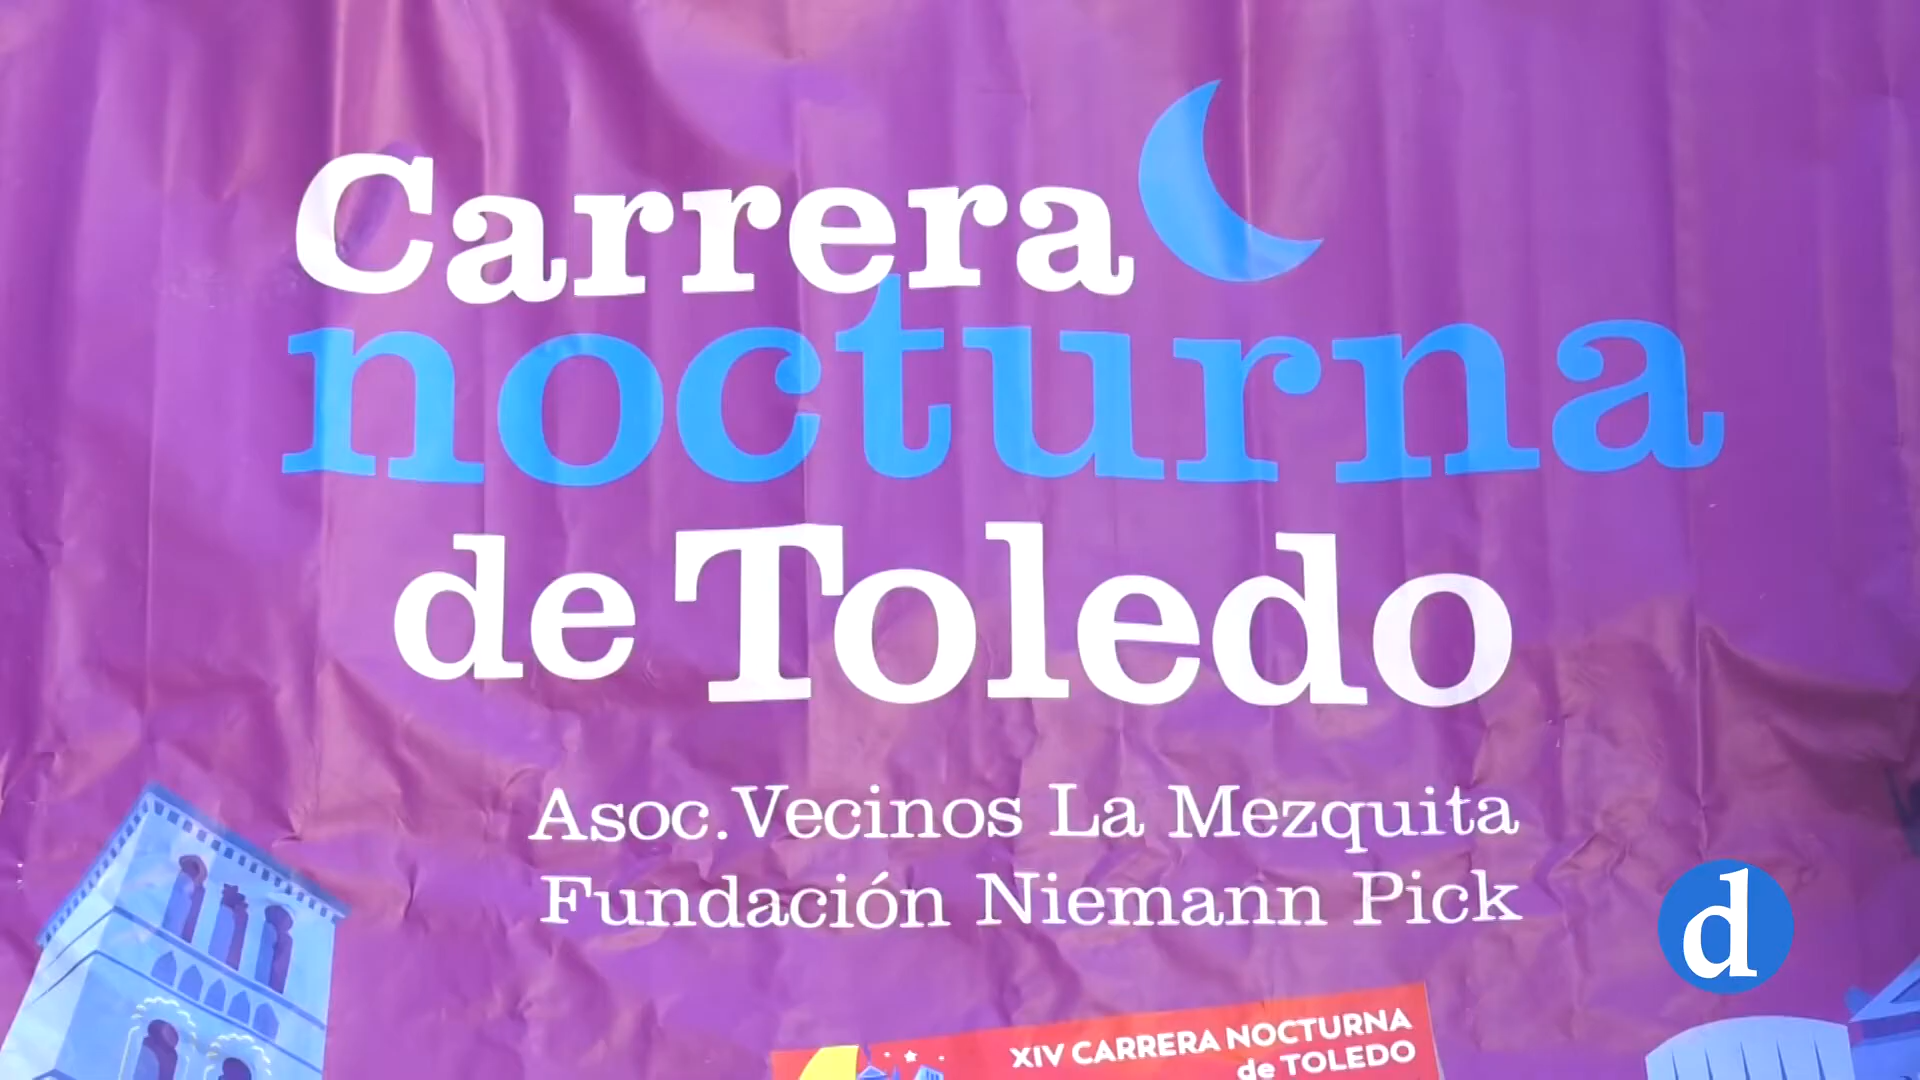 Carrera
nocturna
de Toledo
Asoc. Vecinos La Mezquita
Fundación Niemann Pick
d
XIV CARRERA NOCTURNA
de TOLEDO